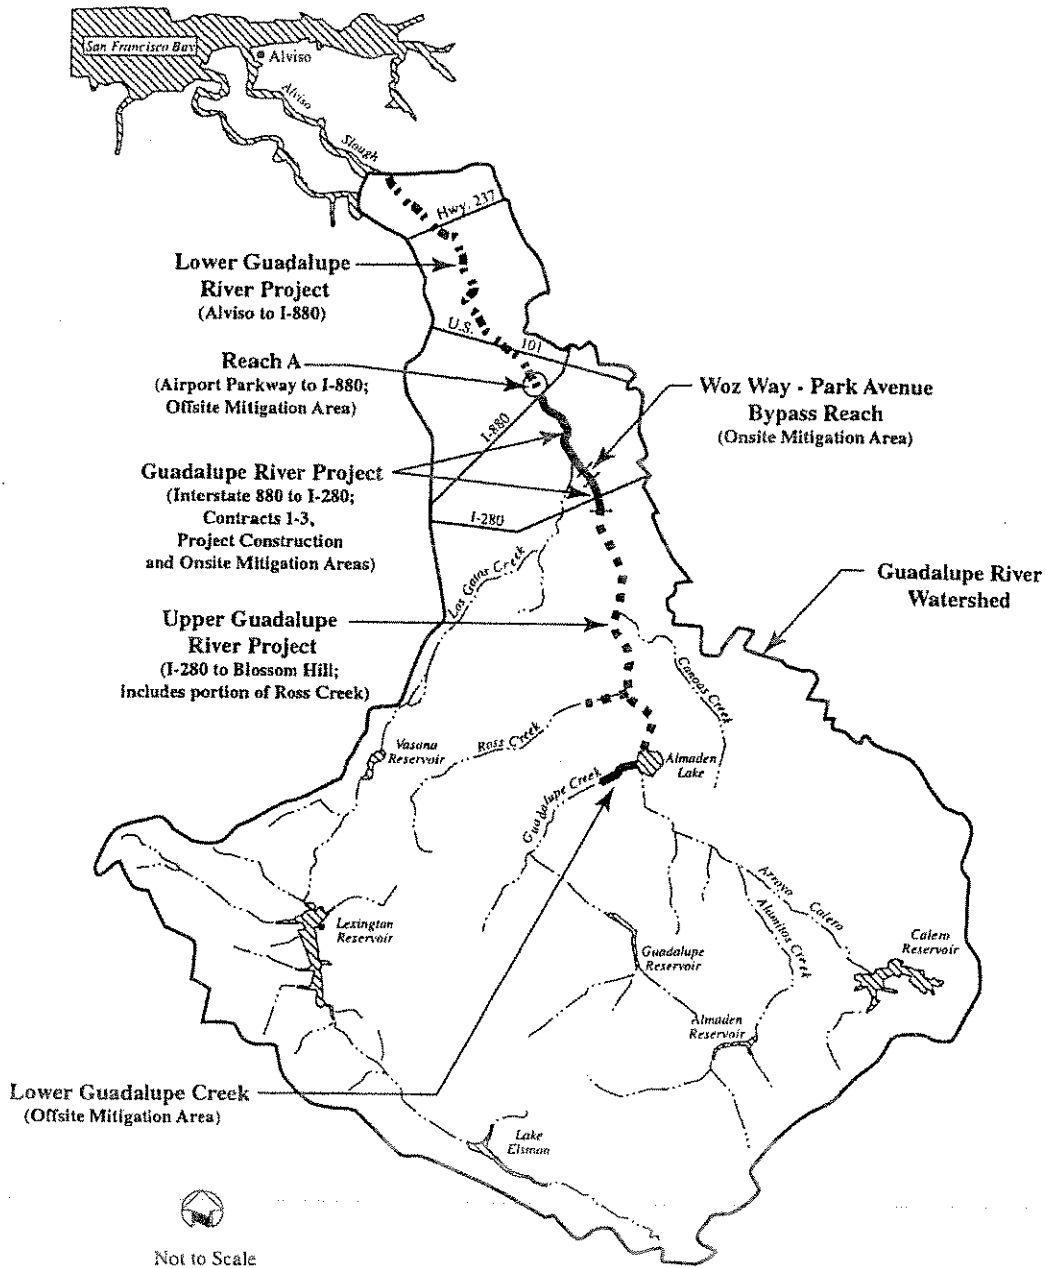 San Francisco Bay
Alviso
Alviso
Slough
Hwy. 237
Lower Guadalupe
River Project
(Alviso to I-880)
U.S.
101
Reach A
(Airport Parkway to I-880;
Offsite Mitigation Area)
Woz Way - Park Avenue
Bypass Reach
(Onsite Mitigation Area)
I-880
Guadalupe River Project
(Interstate 880 to I-280;
Contracts 1-3,
Project Construction
and Onsite Mitigation Areas)
I-280
Los Gatos Creek
Guadalupe River
Watershed
Upper Guadalupe
River Project
(I-280 to Blossom Hill;
includes portion of Ross Creek)
Canoas Creek
Ross Creek
Vasona
Reservoir
Almaden
Lake
Guadalupe Creek
Arroyo
Calero
Alamitos Creek
Lexington
Reservoir
Guadalupe
Reservoir
Calero
Reservoir
Almaden
Reservoir
Lower Guadalupe Creek
(Offsite Mitigation Area)
Lake
Elsman
Not to Scale